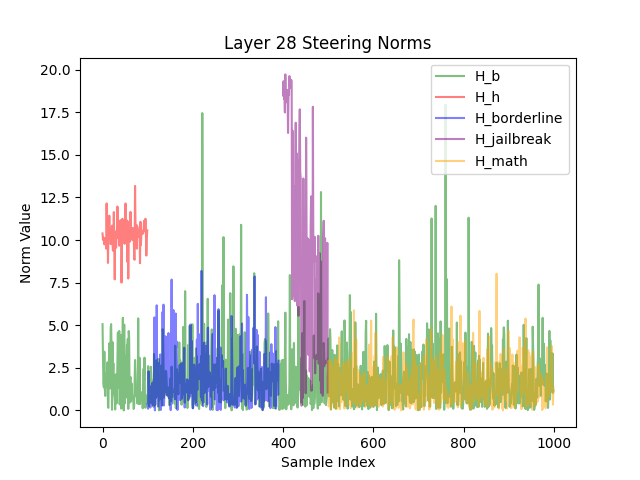 Layer 28 Steering Norms
20.0
17.5
15.0
12.5
10.0
7.5
5.0
2.5
0.0
Norm Value
H_b
H_h
H_borderline
H_jailbreak
H_math
0 200 400 600 800 1000
Sample Index